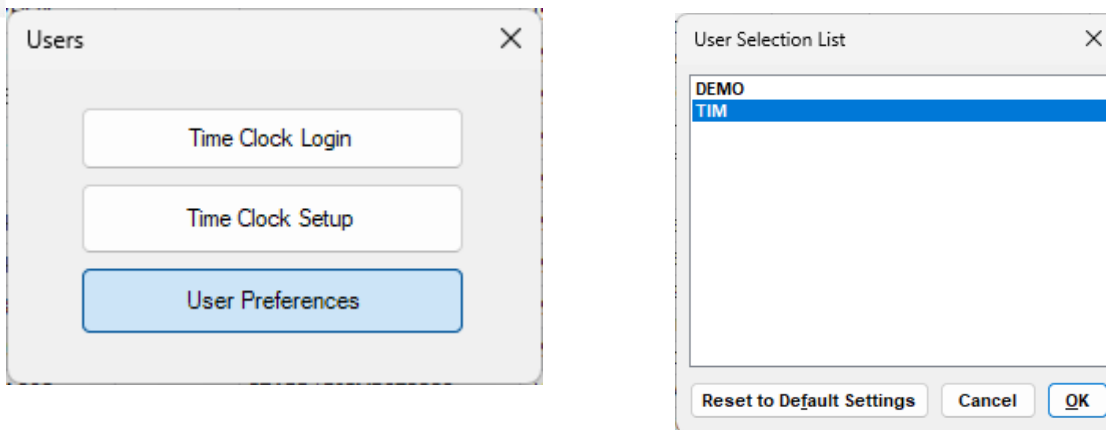 Users
Time Clock Login
Time Clock Setup
User Preferences
User Selection List
DEMO
TIM
Reset to Default Settings
Cancel
OK